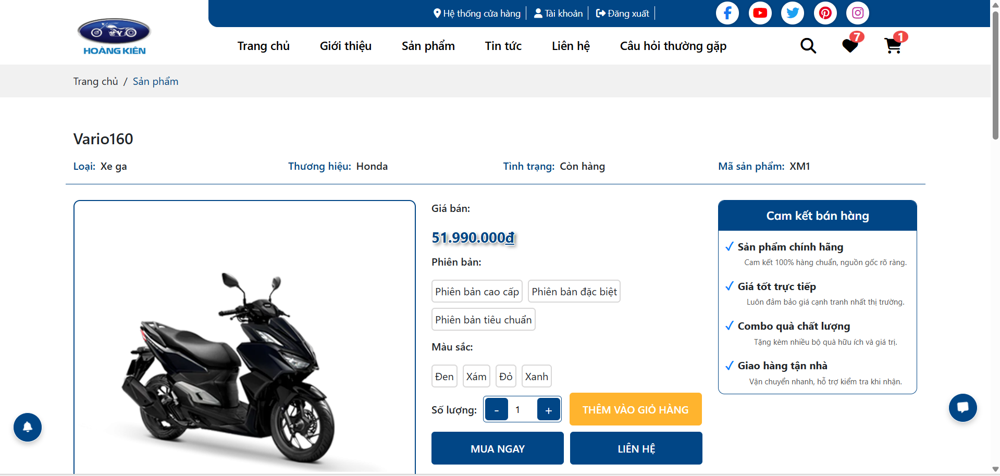 Hệ thống cửa hàng
Tài khoản
Đăng xuất
HOÀNG KIÊN
Trang chủ
Giới thiệu
Sản phẩm
Tin tức
Liên hệ
Câu hỏi thường gặp
7
1
Trang chủ / Sản phẩm
Vario160
Loại: Xe ga
Thương hiệu: Honda
Tình trạng: Còn hàng
Mã sản phẩm: XM1
Giá bán:
51.990.000đ
Phiên bản:
Phiên bản cao cấp
Phiên bản đặc biệt
Phiên bản tiêu chuẩn
Màu sắc:
Đen
Xám
Đỏ
Xanh
Số lượng:
- 1 +
THÊM VÀO GIỎ HÀNG
MUA NGAY
LIÊN HỆ
Cam kết bán hàng
Sản phẩm chính hãng
Cam kết 100% hàng chuẩn, nguồn gốc rõ ràng.
Giá tốt trực tiếp
Luôn đảm bảo giá cạnh tranh nhất thị trường.
Combo quà chất lượng
Tặng kèm nhiều bộ quà hữu ích và giá trị.
Giao hàng tận nhà
Vận chuyển nhanh, hỗ trợ kiểm tra khi nhận.